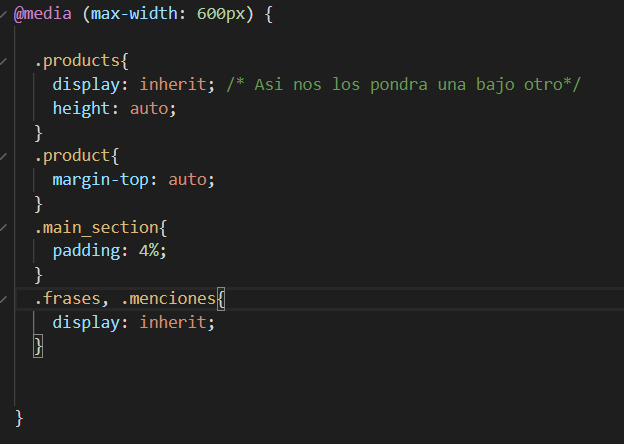 @media (max-width: 600px) {
.products{
display: inherit; /* Asi nos los pondra una bajo otro*/
height: auto;
}
.product{
margin-top: auto;
}
.main_section{
padding: 4%;
}
.frases, .menciones{
display: inherit;
}
}